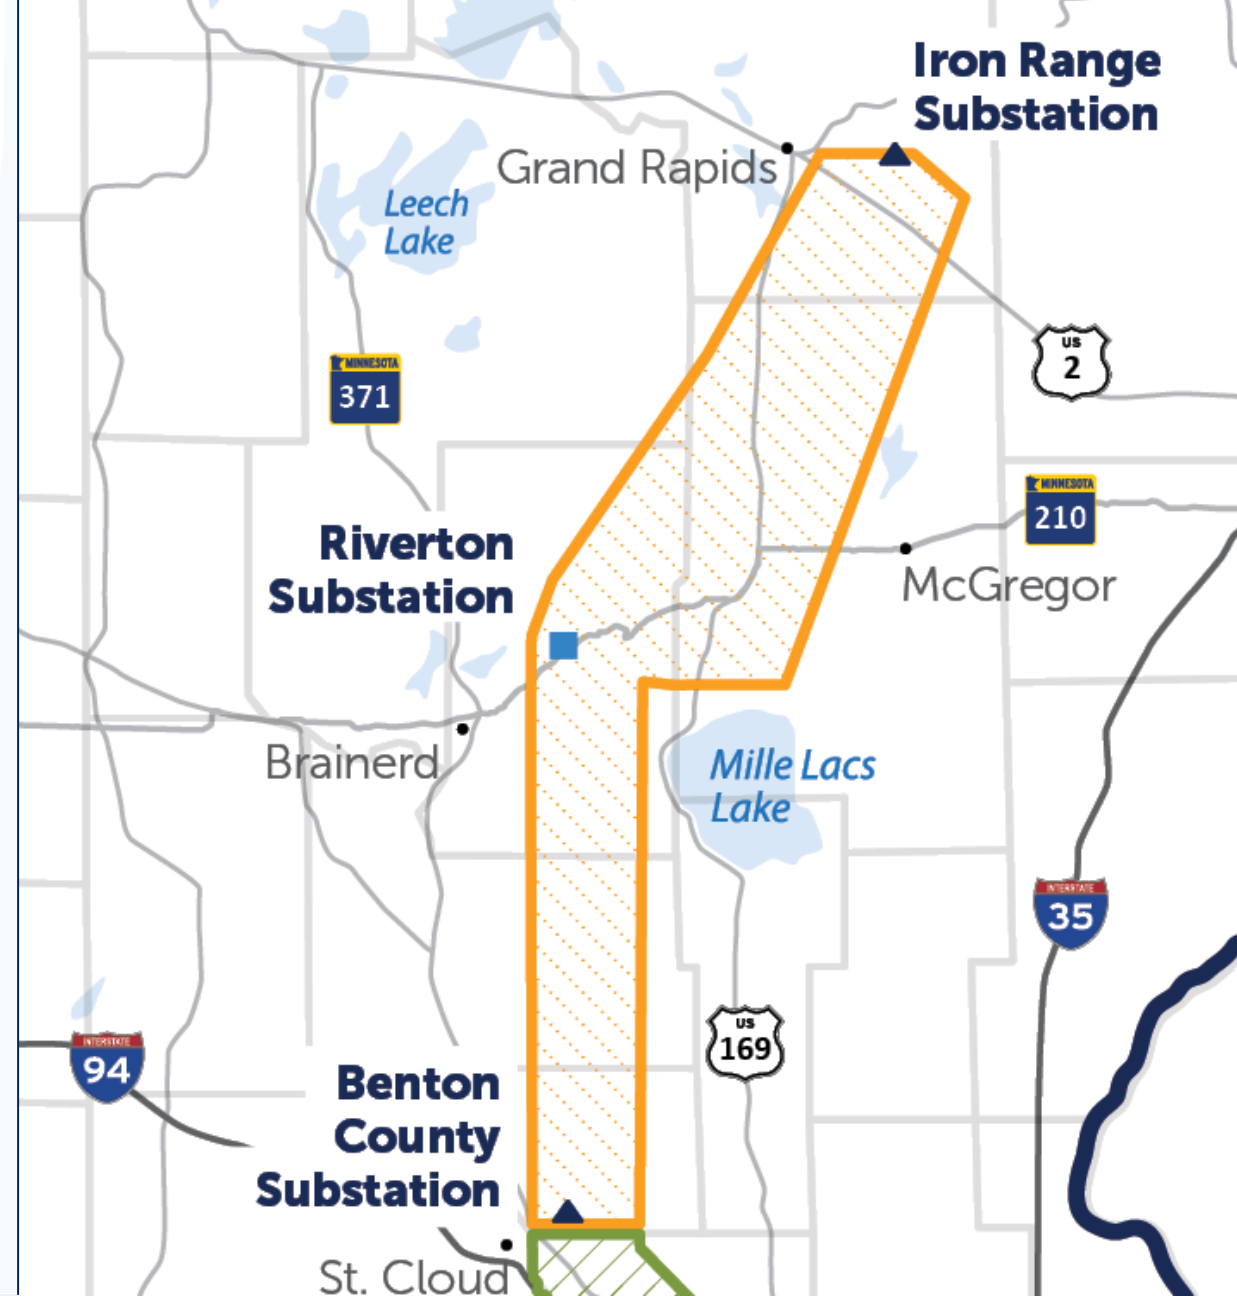 Iron Range
Substation
Grand Rapids
Leech
Lake
US
2
MINNESOTA
371
MINNESOTA
210
Riverton
Substation
McGregor
Brainerd
Mille Lacs
Lake
INTERSTATE
35
US
169
INTERSTATE
94
Benton
County
Substation
St. Cloud